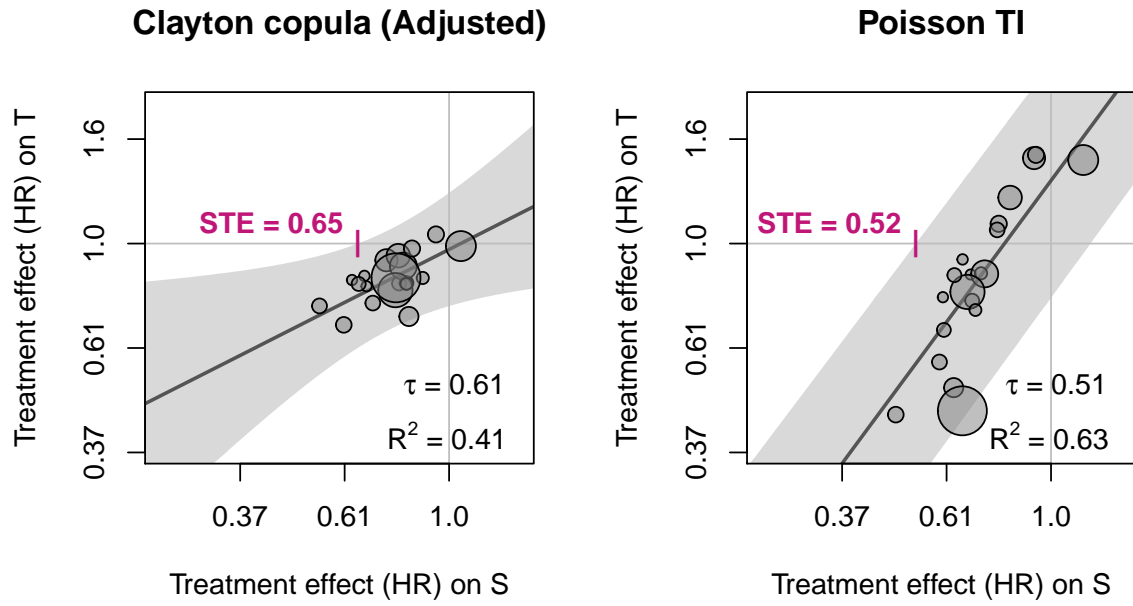 Clayton copula (Adjusted)
Treatment effect (HR) on T
1.6
1.0
0.61
0.37
STE = 0.65
τ = 0.61
R² = 0.41
0.37 0.61 1.0
Treatment effect (HR) on S
Poisson TI
Treatment effect (HR) on T
1.6
1.0
0.61
0.37
STE = 0.52
τ = 0.51
R² = 0.63
0.37 0.61 1.0
Treatment effect (HR) on S